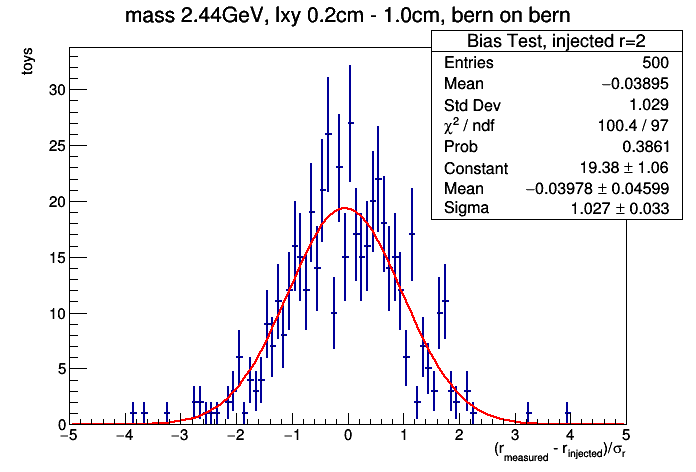 mass 2.44GeV, lxy 0.2cm - 1.0cm, bern on bern
Bias Test, injected r=2
Entries 500
Mean −0.03895
Std Dev 1.029
χ² / ndf 100.4 / 97
Prob 0.3861
Constant 19.38 ± 1.06
Mean −0.03978 ± 0.04599
Sigma 1.027 ± 0.033
toys
30
25
20
15
10
5
0
−5 −4 −3 −2 −1 0 1 2 3 4 5
(r_measured - r_injected)/σ_r